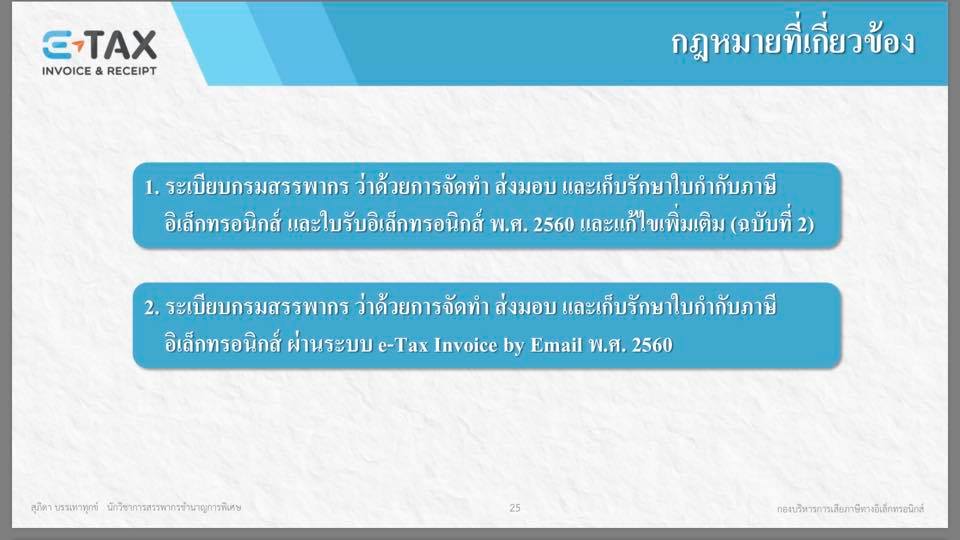 E-TAX
INVOICE & RECEIPT
กฎหมายที่เกี่ยวข้อง
1. ระเบียบกรมสรรพากร ว่าด้วยการจัดทำ ส่งมอบ และเก็บรักษาใบกำกับภาษี
อิเล็กทรอนิกส์ และใบรับอิเล็กทรอนิกส์ พ.ศ. 2560 และแก้ไขเพิ่มเติม (ฉบับที่ 2)
2. ระเบียบกรมสรรพากร ว่าด้วยการจัดทำ ส่งมอบ และเก็บรักษาใบกำกับภาษี
อิเล็กทรอนิกส์ ผ่านระบบ e-Tax Invoice by Email พ.ศ. 2560
สุภิดา บรรเทาทุกข์ นักวิชาการสรรพากรชำนาญการพิเศษ
25
กองบริหารการเสียภาษีทางอิเล็กทรอนิกส์